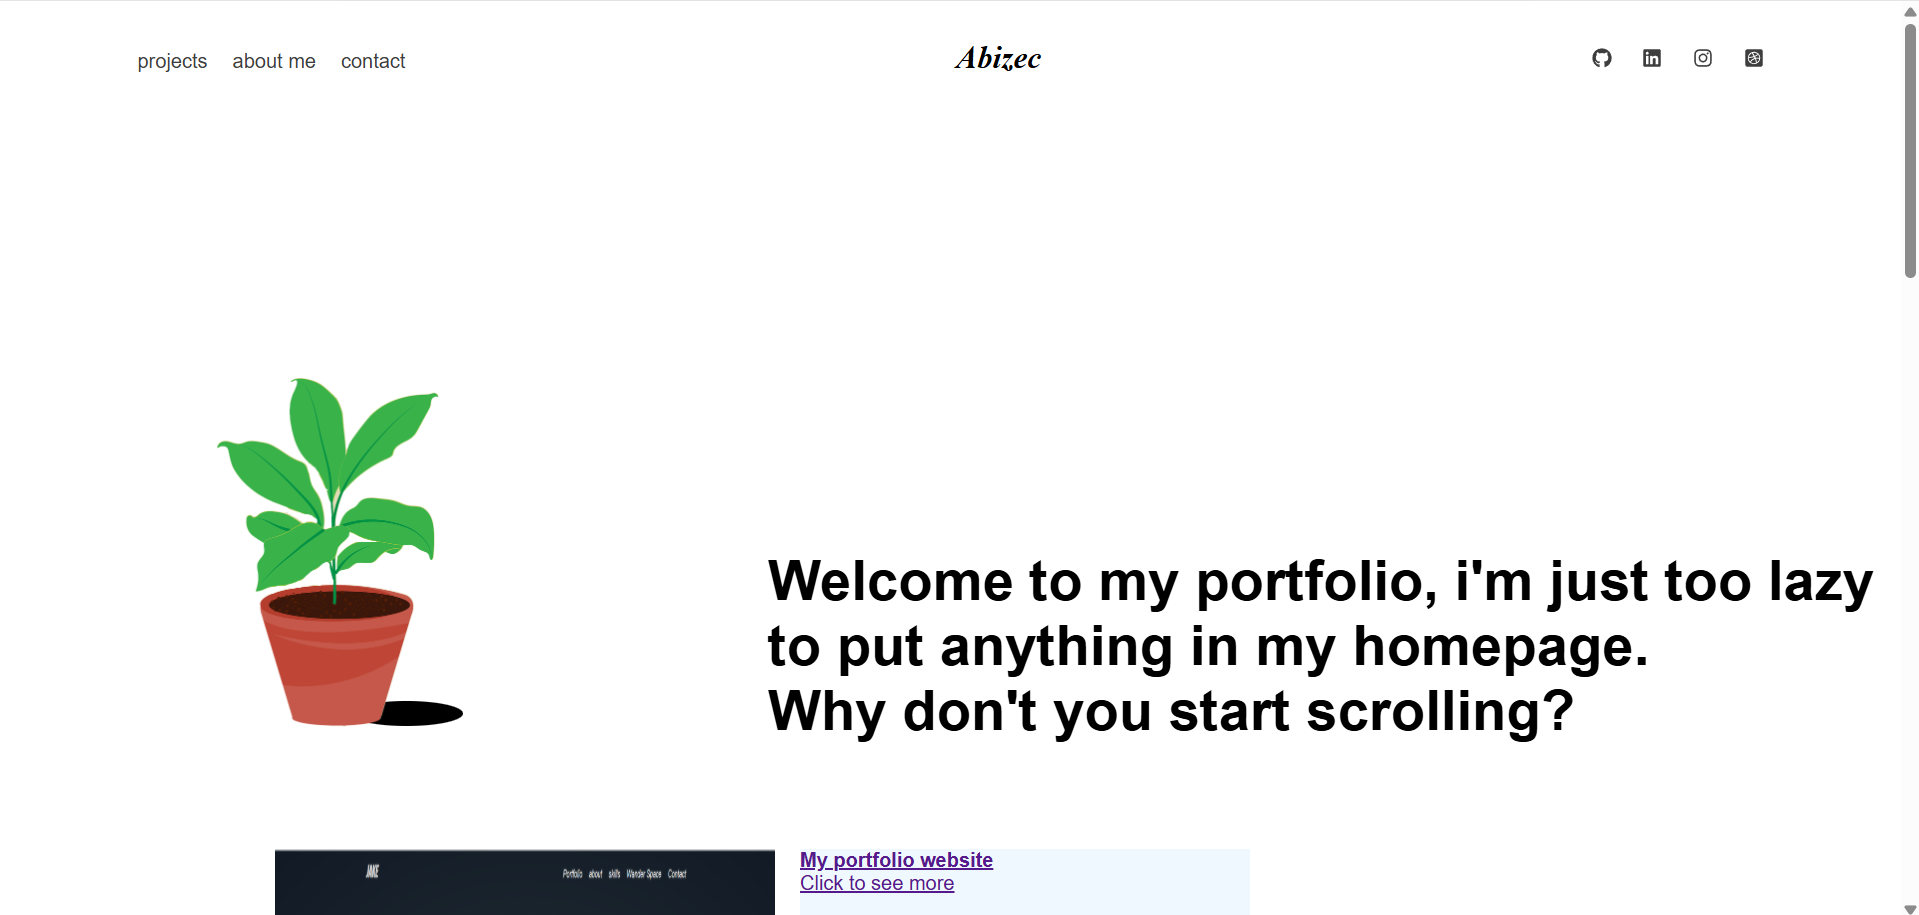 projects about me contact
Abizec
Welcome to my portfolio, i'm just too lazy
to put anything in my homepage.
Why don't you start scrolling?
JAKE
Portfolio about skills Wander Space Contact
My portfolio website
Click to see more